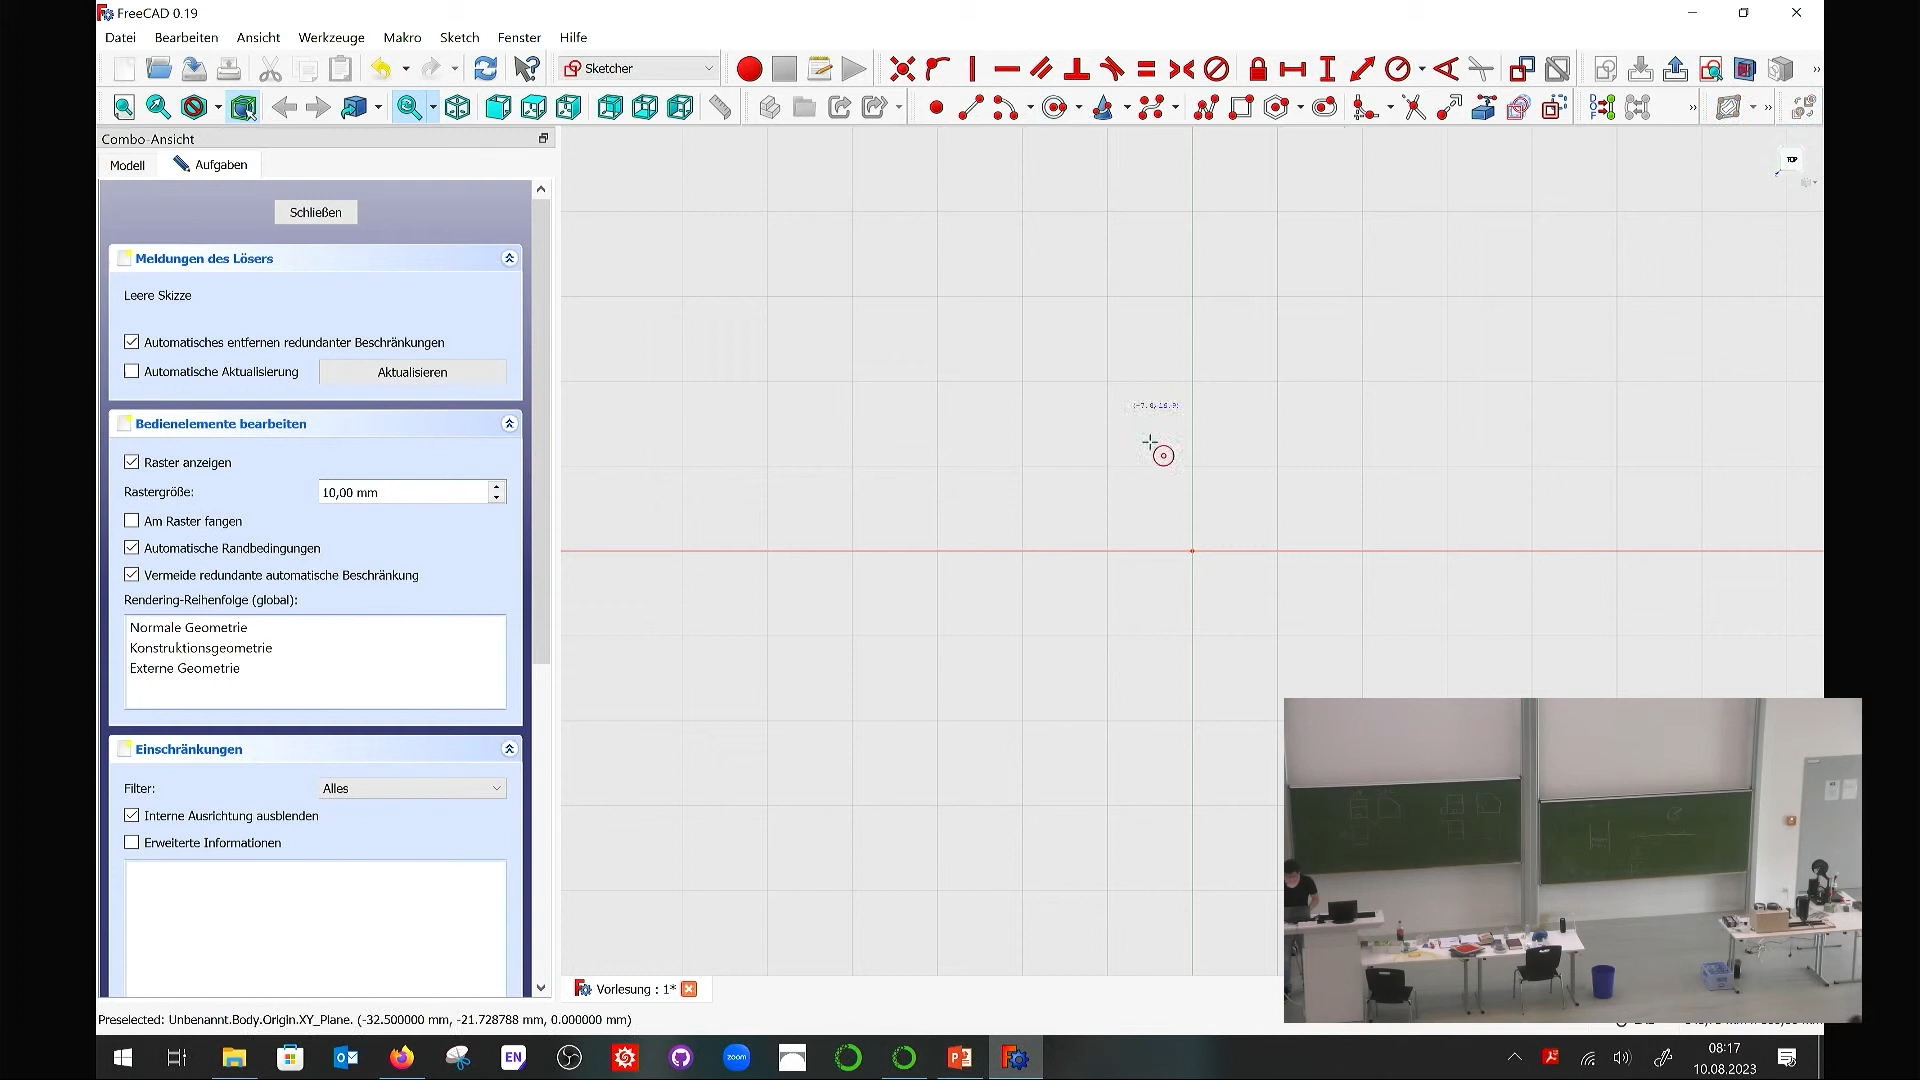 FreeCAD 0.19
Datei Bearbeiten Ansicht Werkzeuge Makro Sketch Fenster Hilfe
Sketcher
Combo-Ansicht
Modell Aufgaben
TOP
Schließen
Meldungen des Lösers
Leere Skizze
Automatisches entfernen redundanter Beschränkungen
Automatische Aktualisierung Aktualisieren
Bedienelemente bearbeiten
Raster anzeigen
Rastergröße: 10,00 mm
Am Raster fangen
Automatische Randbedingungen
Vermeide redundante automatische Beschränkung
Rendering-Reihenfolge (global):
Normale Geometrie
Konstruktionsgeometrie
Externe Geometrie
Einschränkungen
Filter: Alles
Interne Ausrichtung ausblenden
Erweiterte Informationen
Vorlesung : 1*
Preselected: Unbenannt.Body.Origin.XY_Plane. (-32.500000 mm, -21.728788 mm, 0.000000 mm)
EN
zoom
08:17
10.08.2023